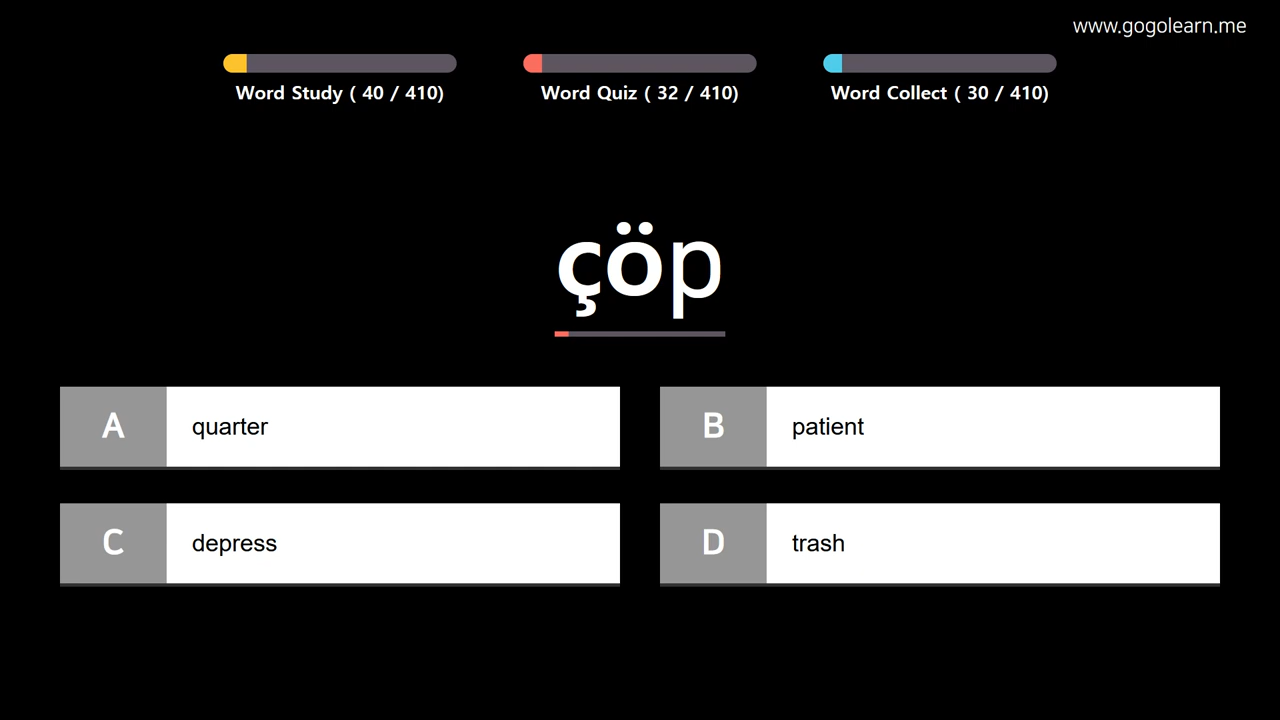 www.gogolearn.me
Word Study ( 40 / 410)
Word Quiz ( 32 / 410)
Word Collect ( 30 / 410)
çöp
A quarter
B patient
C depress
D trash